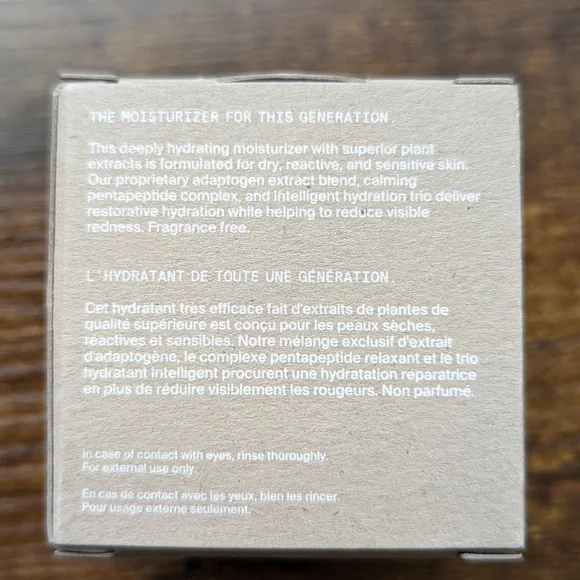 THE MOISTURIZER FOR THIS GENERATION.
This deeply hydrating moisturizer with superior plant
extracts is formulated for dry, reactive, and sensitive skin.
Our proprietary adaptogen extract blend, calming
pentapeptide complex, and intelligent hydration trio deliver
restorative hydration while helping to reduce visible
redness. Fragrance free.
L'HYDRATANT DE TOUTE UNE GÉNÉRATION.
Cet hydratant très efficace fait d'extraits de plantes de
qualité supérieure est conçu pour les peaux sèches,
réactives et sensibles. Notre mélange exclusif d'extrait
d'adaptogène, le complexe pentapeptide relaxant et le trio
hydratant intelligent procurent une hydratation réparatrice
en plus de réduire visiblement les rougeurs. Non parfumé.
In case of contact with eyes, rinse thoroughly.
For external use only.
En cas de contact avec les yeux, bien les rincer.
Pour usage externe seulement.